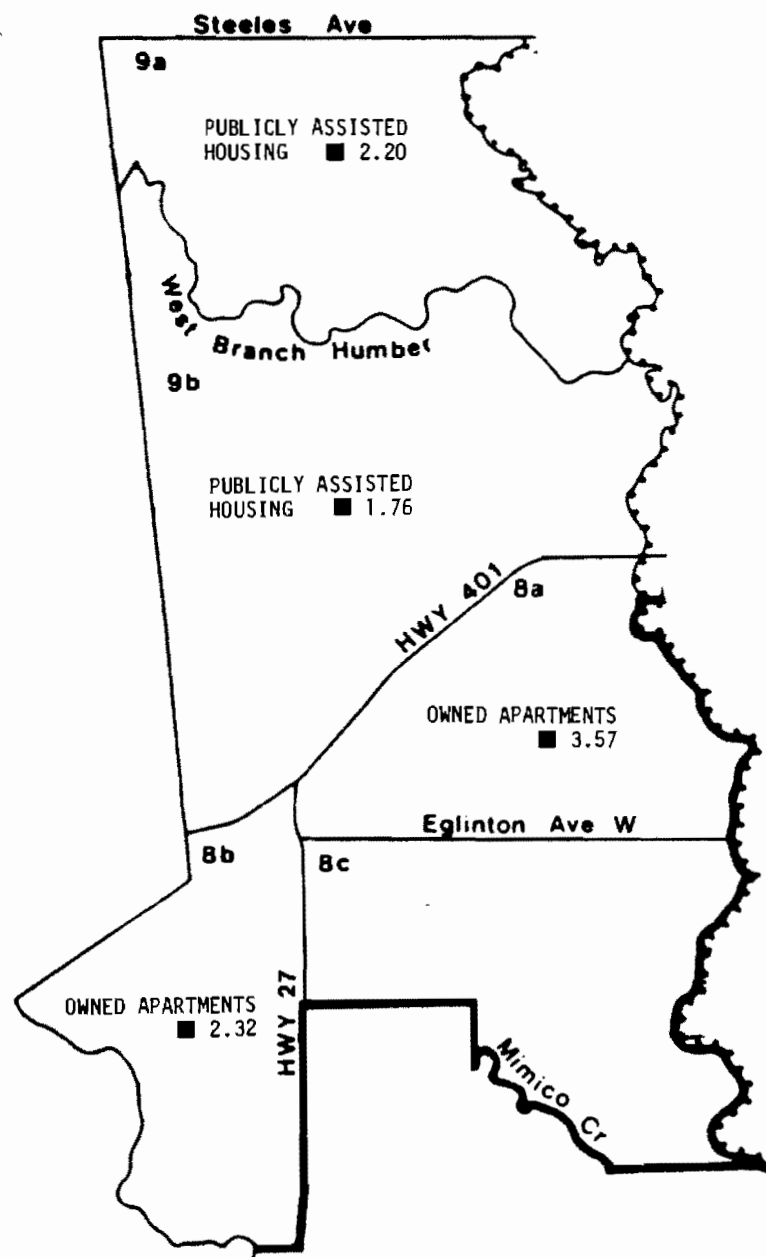 Steeles Ave
9a
PUBLICLY ASSISTED
HOUSING ■ 2.20
West Branch Humber
9b
PUBLICLY ASSISTED
HOUSING ■ 1.76
HWY 401
8a
OWNED APARTMENTS
■ 3.57
Eglinton Ave W
8b
8c
OWNED APARTMENTS
■ 2.32
HWY 27
Mimico Cr